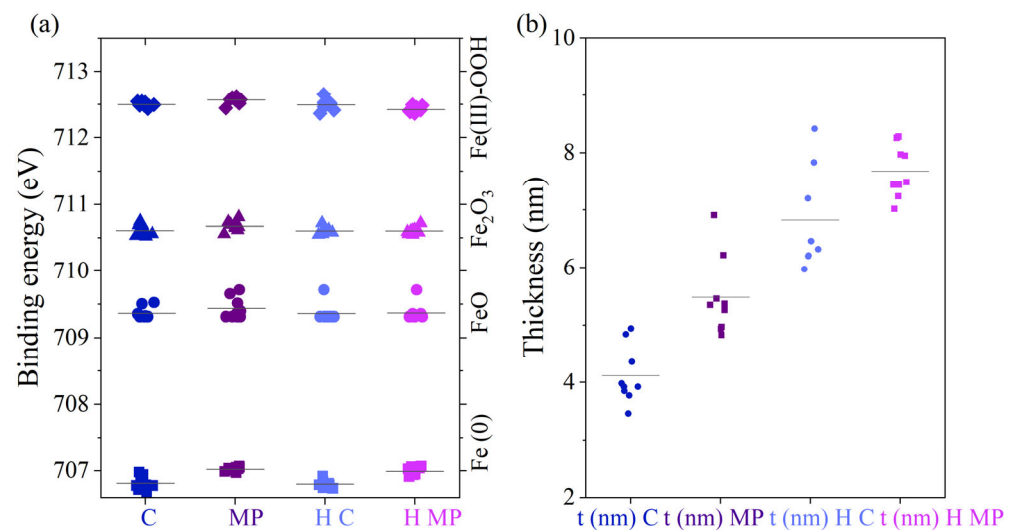 (a)
Binding energy (eV)
713
712
711
710
709
708
707
Fe(III)-OOH
Fe₂O₃
FeO
Fe (0)
C MP H C H MP
(b)
Thickness (nm)
10
8
6
4
2
t (nm) C t (nm) MP t (nm) H C t (nm) H MP